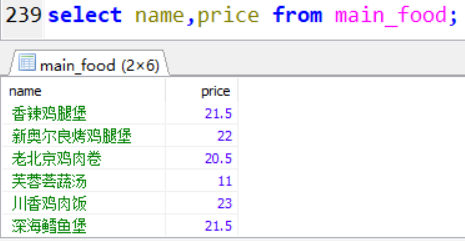 239 select name,price from main_food;
main_food (2×6)
name price
香辣鸡腿堡 21.5
新奥尔良烤鸡腿堡 22
老北京鸡肉卷 20.5
芙蓉荟蔬汤 11
川香鸡肉饭 23
深海鳕鱼堡 21.5